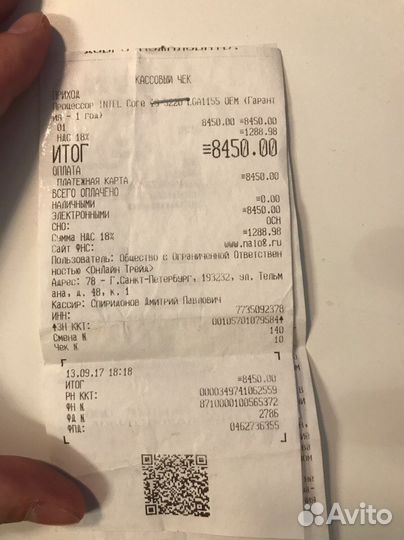 КАССОВЫЙ ЧЕК
ПРИХОД
Процессор INTEL Core LGA1155 OEM (Гарант
ия - 1 год)
01 8450.00 =8450.00
НДС 18% =1288.98
ИТОГ =8450.00
ОПЛАТА
ПЛАТЕЖНАЯ КАРТА =8450.00
ВСЕГО ОПЛАЧЕНО
НАЛИЧНЫМИ =0.00
ЭЛЕКТРОННЫМИ =8450.00
СНО: ОСН
Сумма НДС 18% =1288.98
Сайт ФНС: www.nalog.ru
Пользователь: Общество с Ограниченной Ответствен
ностью <Онлайн Трейд>
Адрес: 78 - Г.Санкт-Петербург, 193232, ул. Тельм
ана, д. 48, к. 1
Кассир: Спиридонов Дмитрий Павлович
ИНН: 7735092378
ЗН ККТ: 00105701079584
Смена N 140
Чек N 10
13.09.17 18:18
ИТОГ =8450.00
РН ККТ: 0000349741062559
ФН N 8710000100565372
ФД N 2786
ФПД: 0462736355
Avito